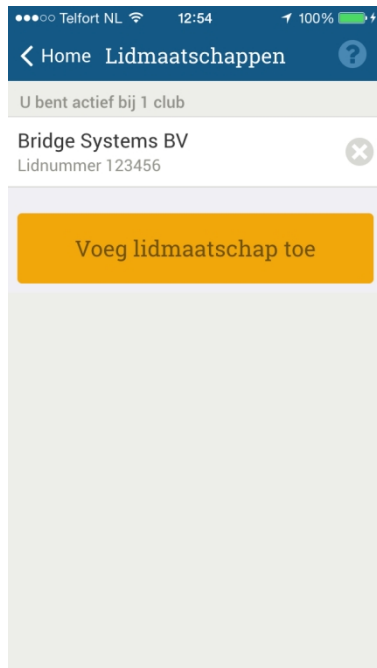 Telfort NL 12:54 100%
Home Lidmaatschappen ?
U bent actief bij 1 club
Bridge Systems BV
Lidnummer 123456
Voeg lidmaatschap toe